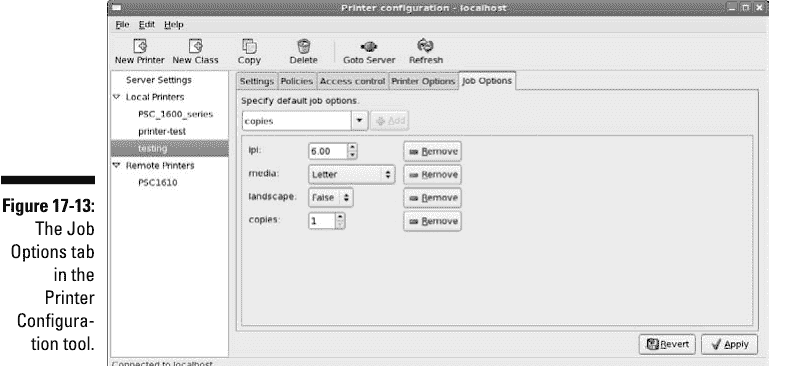 Printer configuration - localhost
File Edit Help
New Printer New Class Copy Delete Goto Server Refresh
Server Settings
Local Printers
PSC_1600_series
printer-test
testing
Remote Printers
PSC1610
Settings Policies Access control Printer Options Job Options
Specify default job options.
copies Add
lpi: 6.00 Remove
media: Letter Remove
landscape: False Remove
copies: 1 Remove
Revert Apply
Connected to localhost
Figure 17-13:
The Job
Options tab
in the
Printer
Configura-
tion tool.